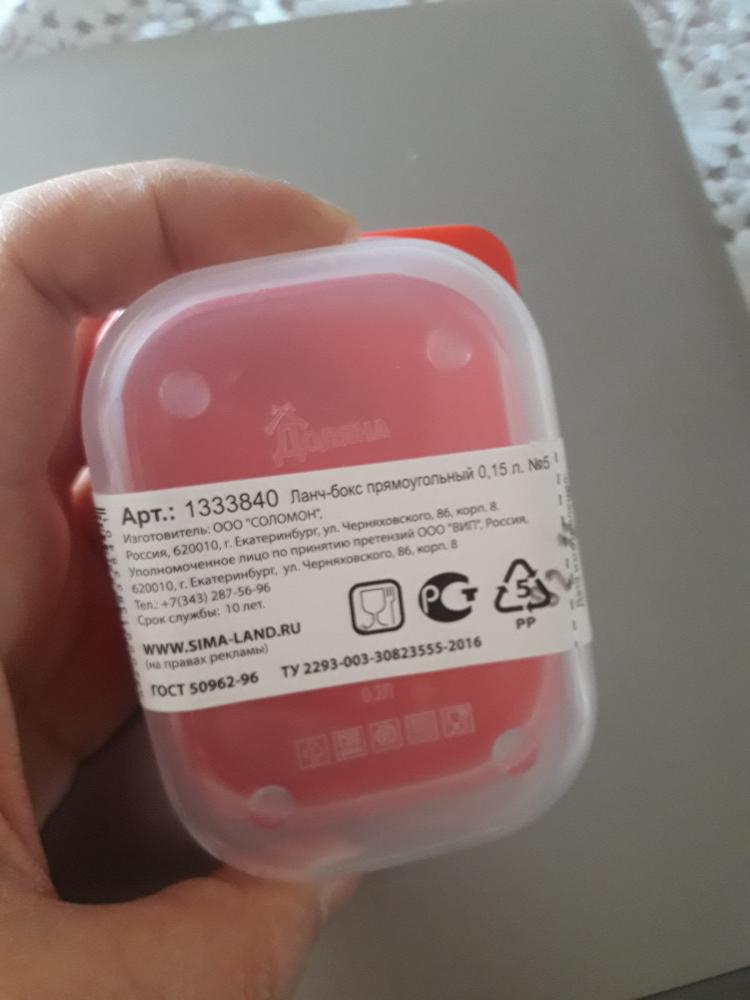 Доляна
Арт.: 1333840 Ланч-бокс прямоугольный 0,15 л. №5
Изготовитель: ООО "СОЛОМОН",
Россия, 620010, г. Екатеринбург, ул. Черняховского, 86, корп. 8.
Уполномоченное лицо по принятию претензий ООО "ВИП", Россия,
620010, г. Екатеринбург, ул. Черняховского, 86, корп. 8
Тел.: +7(343) 287-56-96
Срок службы: 10 лет.
РСТ
5
PP
WWW.SIMA-LAND.RU
(на правах рекламы)
ГОСТ 50962-96 ТУ 2293-003-30823555-2016